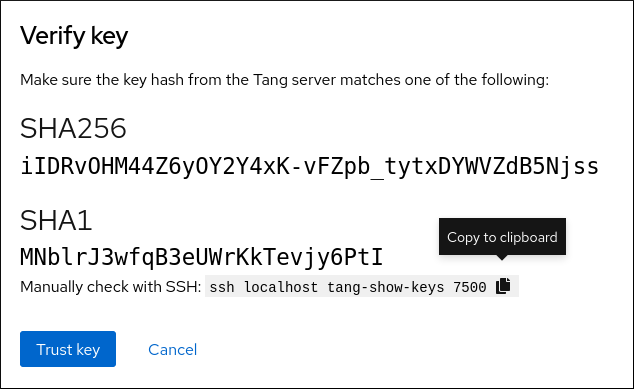 Verify key
Make sure the key hash from the Tang server matches one of the following:
SHA256
iIDRvOHM44Z6yOY2Y4xK-vFZpb_tytxDYWVZdB5Njss
SHA1
MNblrJ3wfqB3eUWrKkTevjy6PtI
Copy to clipboard
Manually check with SSH: ssh localhost tang-show-keys 7500
Trust key
Cancel